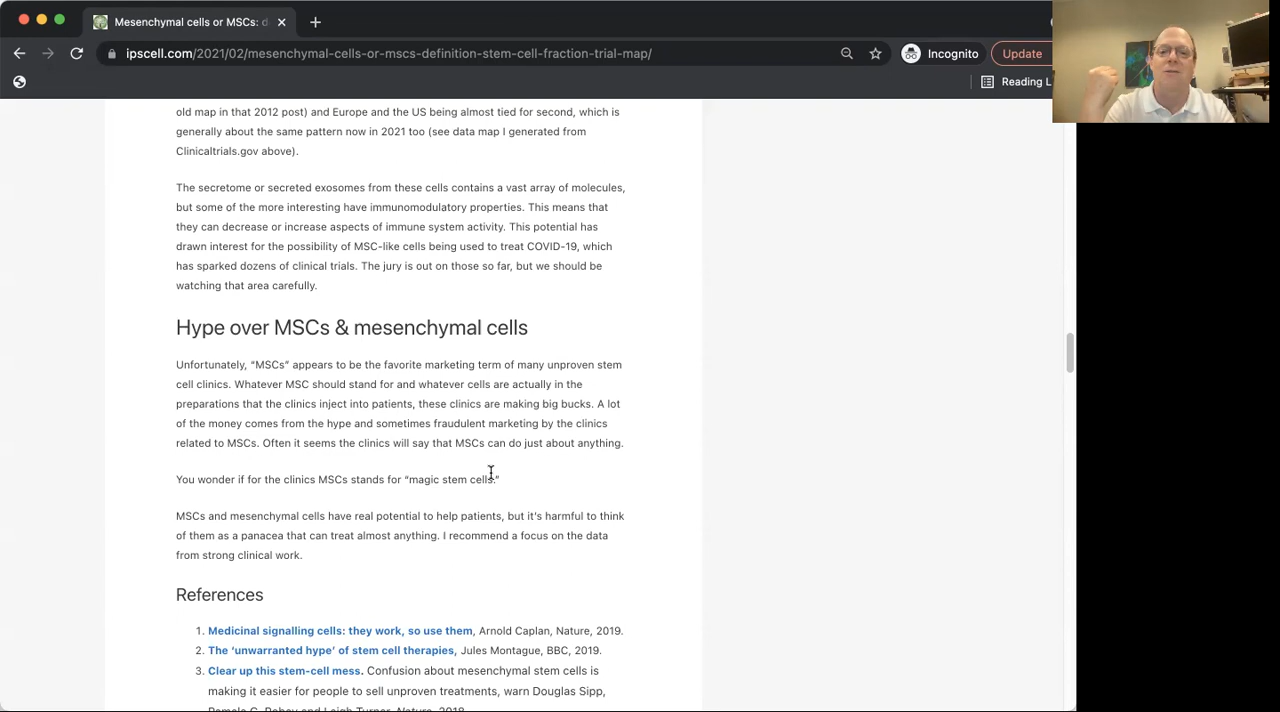 Mesenchymal cells or MSCs: d
ipscell.com/2021/02/mesenchymal-cells-or-mscs-definition-stem-cell-fraction-trial-map/
Incognito
Update
Reading L
old map in that 2012 post) and Europe and the US being almost tied for second, which is
generally about the same pattern now in 2021 too (see data map I generated from
Clinicaltrials.gov above).
The secretome or secreted exosomes from these cells contains a vast array of molecules,
but some of the more interesting have immunomodulatory properties. This means that
they can decrease or increase aspects of immune system activity. This potential has
drawn interest for the possibility of MSC-like cells being used to treat COVID-19, which
has sparked dozens of clinical trials. The jury is out on those so far, but we should be
watching that area carefully.
Hype over MSCs & mesenchymal cells
Unfortunately, “MSCs” appears to be the favorite marketing term of many unproven stem
cell clinics. Whatever MSC should stand for and whatever cells are actually in the
preparations that the clinics inject into patients, these clinics are making big bucks. A lot
of the money comes from the hype and sometimes fraudulent marketing by the clinics
related to MSCs. Often it seems the clinics will say that MSCs can do just about anything.
You wonder if for the clinics MSCs stands for “magic stem cells.”
MSCs and mesenchymal cells have real potential to help patients, but it's harmful to think
of them as a panacea that can treat almost anything. I recommend a focus on the data
from strong clinical work.
References
1. Medicinal signalling cells: they work, so use them, Arnold Caplan, Nature, 2019.
2. The ‘unwarranted hype’ of stem cell therapies, Jules Montague, BBC, 2019.
3. Clear up this stem-cell mess. Confusion about mesenchymal stem cells is
making it easier for people to sell unproven treatments, warn Douglas Sipp,
Pamela G. Robey and Leigh Turner, Nature, 2018